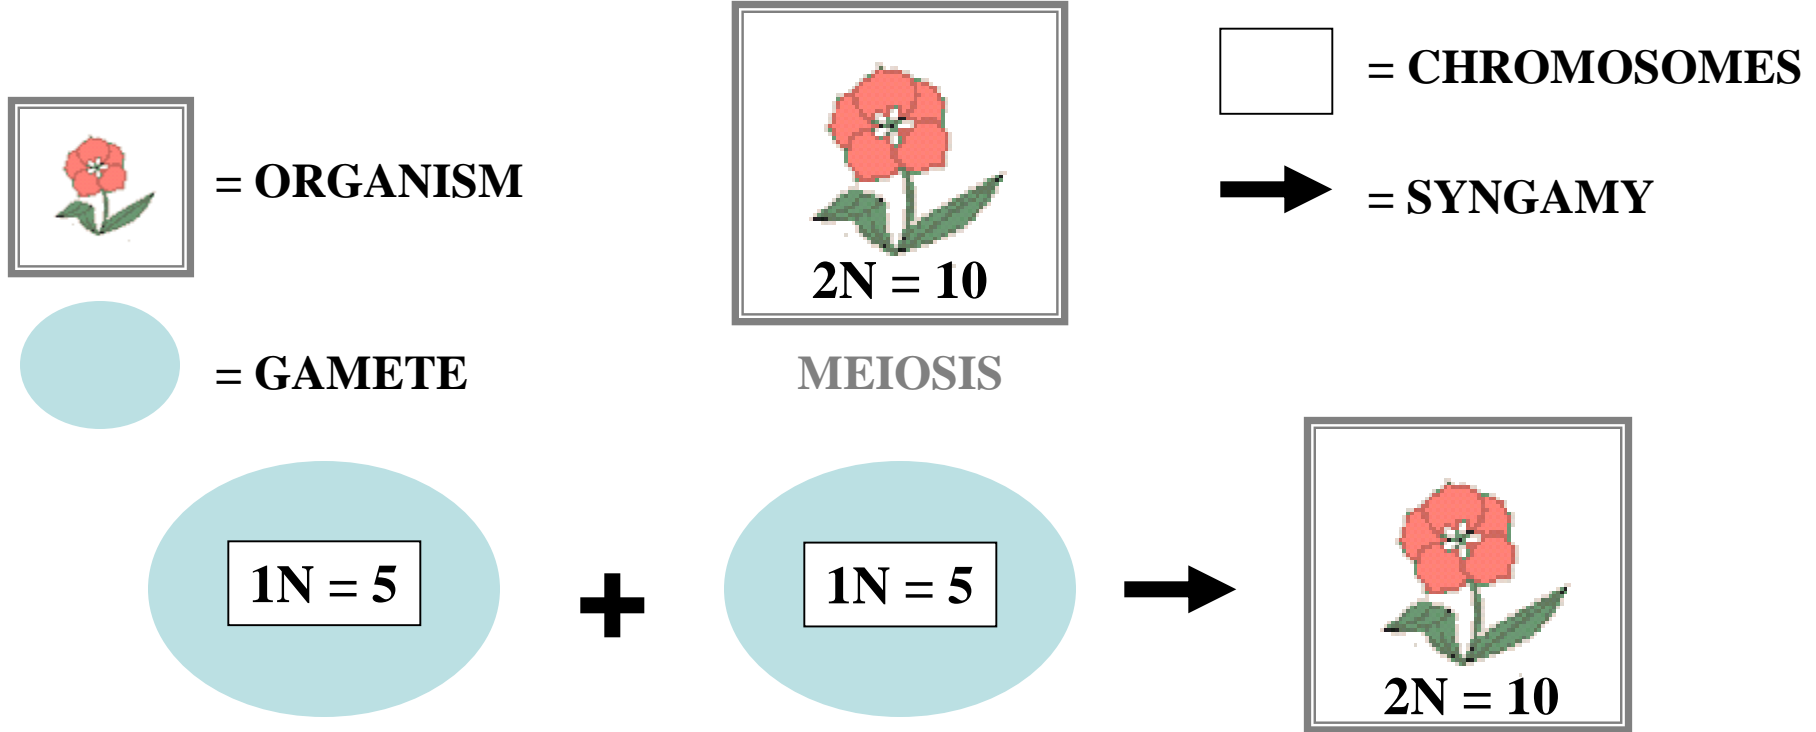 = ORGANISM
= GAMETE
2N = 10
MEIOSIS
= CHROMOSOMES
= SYNGAMY
1N = 5
1N = 5
2N = 10